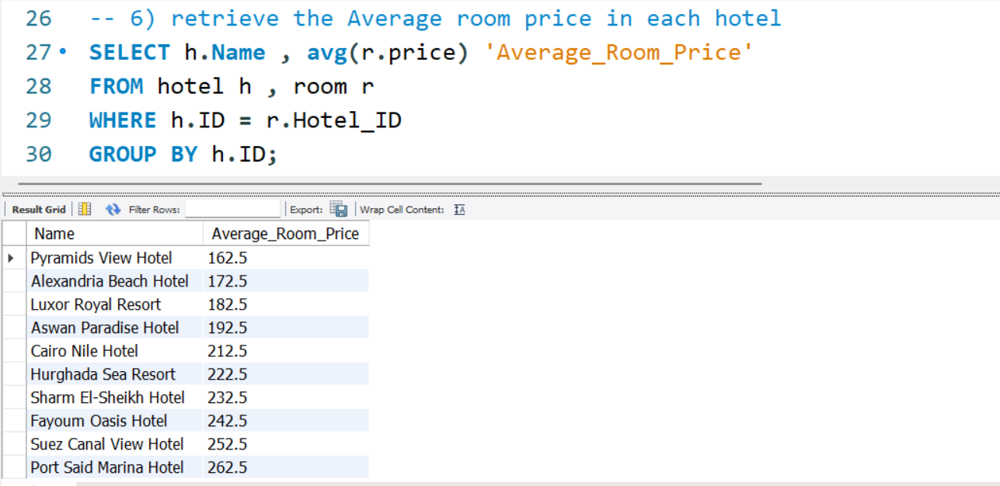 26 -- 6) retrieve the Average room price in each hotel
27 SELECT h.Name , avg(r.price) 'Average_Room_Price'
28 FROM hotel h , room r
29 WHERE h.ID = r.Hotel_ID
30 GROUP BY h.ID;
Result Grid Filter Rows: Export: Wrap Cell Content: IA
Name Average_Room_Price
Pyramids View Hotel 162.5
Alexandria Beach Hotel 172.5
Luxor Royal Resort 182.5
Aswan Paradise Hotel 192.5
Cairo Nile Hotel 212.5
Hurghada Sea Resort 222.5
Sharm El-Sheikh Hotel 232.5
Fayoum Oasis Hotel 242.5
Suez Canal View Hotel 252.5
Port Said Marina Hotel 262.5